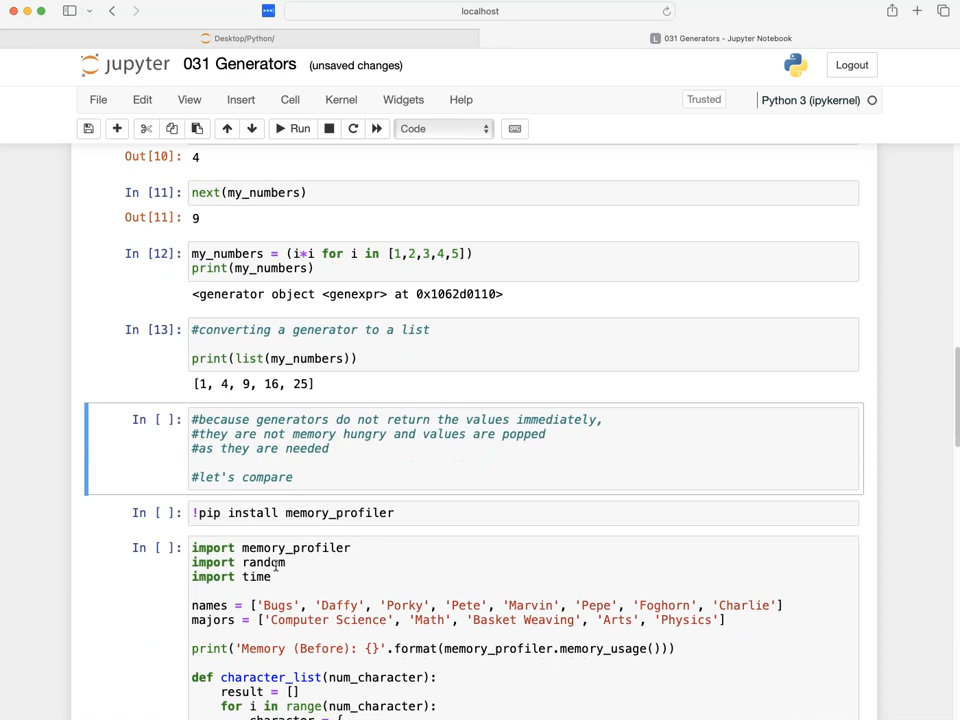 localhost
Desktop/Python/
L 031 Generators - Jupyter Notebook
jupyter 031 Generators (unsaved changes)
Logout
File Edit View Insert Cell Kernel Widgets Help
Trusted
Python 3 (ipykernel)
Run
Code
Out[10]: 4
In [11]: next(my_numbers)
Out[11]: 9
In [12]: my_numbers = (i*i for i in [1,2,3,4,5])
print(my_numbers)
<generator object <genexpr> at 0x1062d0110>
In [13]: #converting a generator to a list
print(list(my_numbers))
[1, 4, 9, 16, 25]
In [ ]: #because generators do not return the values immediately,
#they are not memory hungry and values are popped
#as they are needed
#let's compare
In [ ]: !pip install memory_profiler
In [ ]: import memory_profiler
import random
import time
names = ['Bugs', 'Daffy', 'Porky', 'Pete', 'Marvin', 'Pepe', 'Foghorn', 'Charlie']
majors = ['Computer Science', 'Math', 'Basket Weaving', 'Arts', 'Physics']
print('Memory (Before): {}'.format(memory_profiler.memory_usage()))
def character_list(num_character):
result = []
for i in range(num_character):
character = {